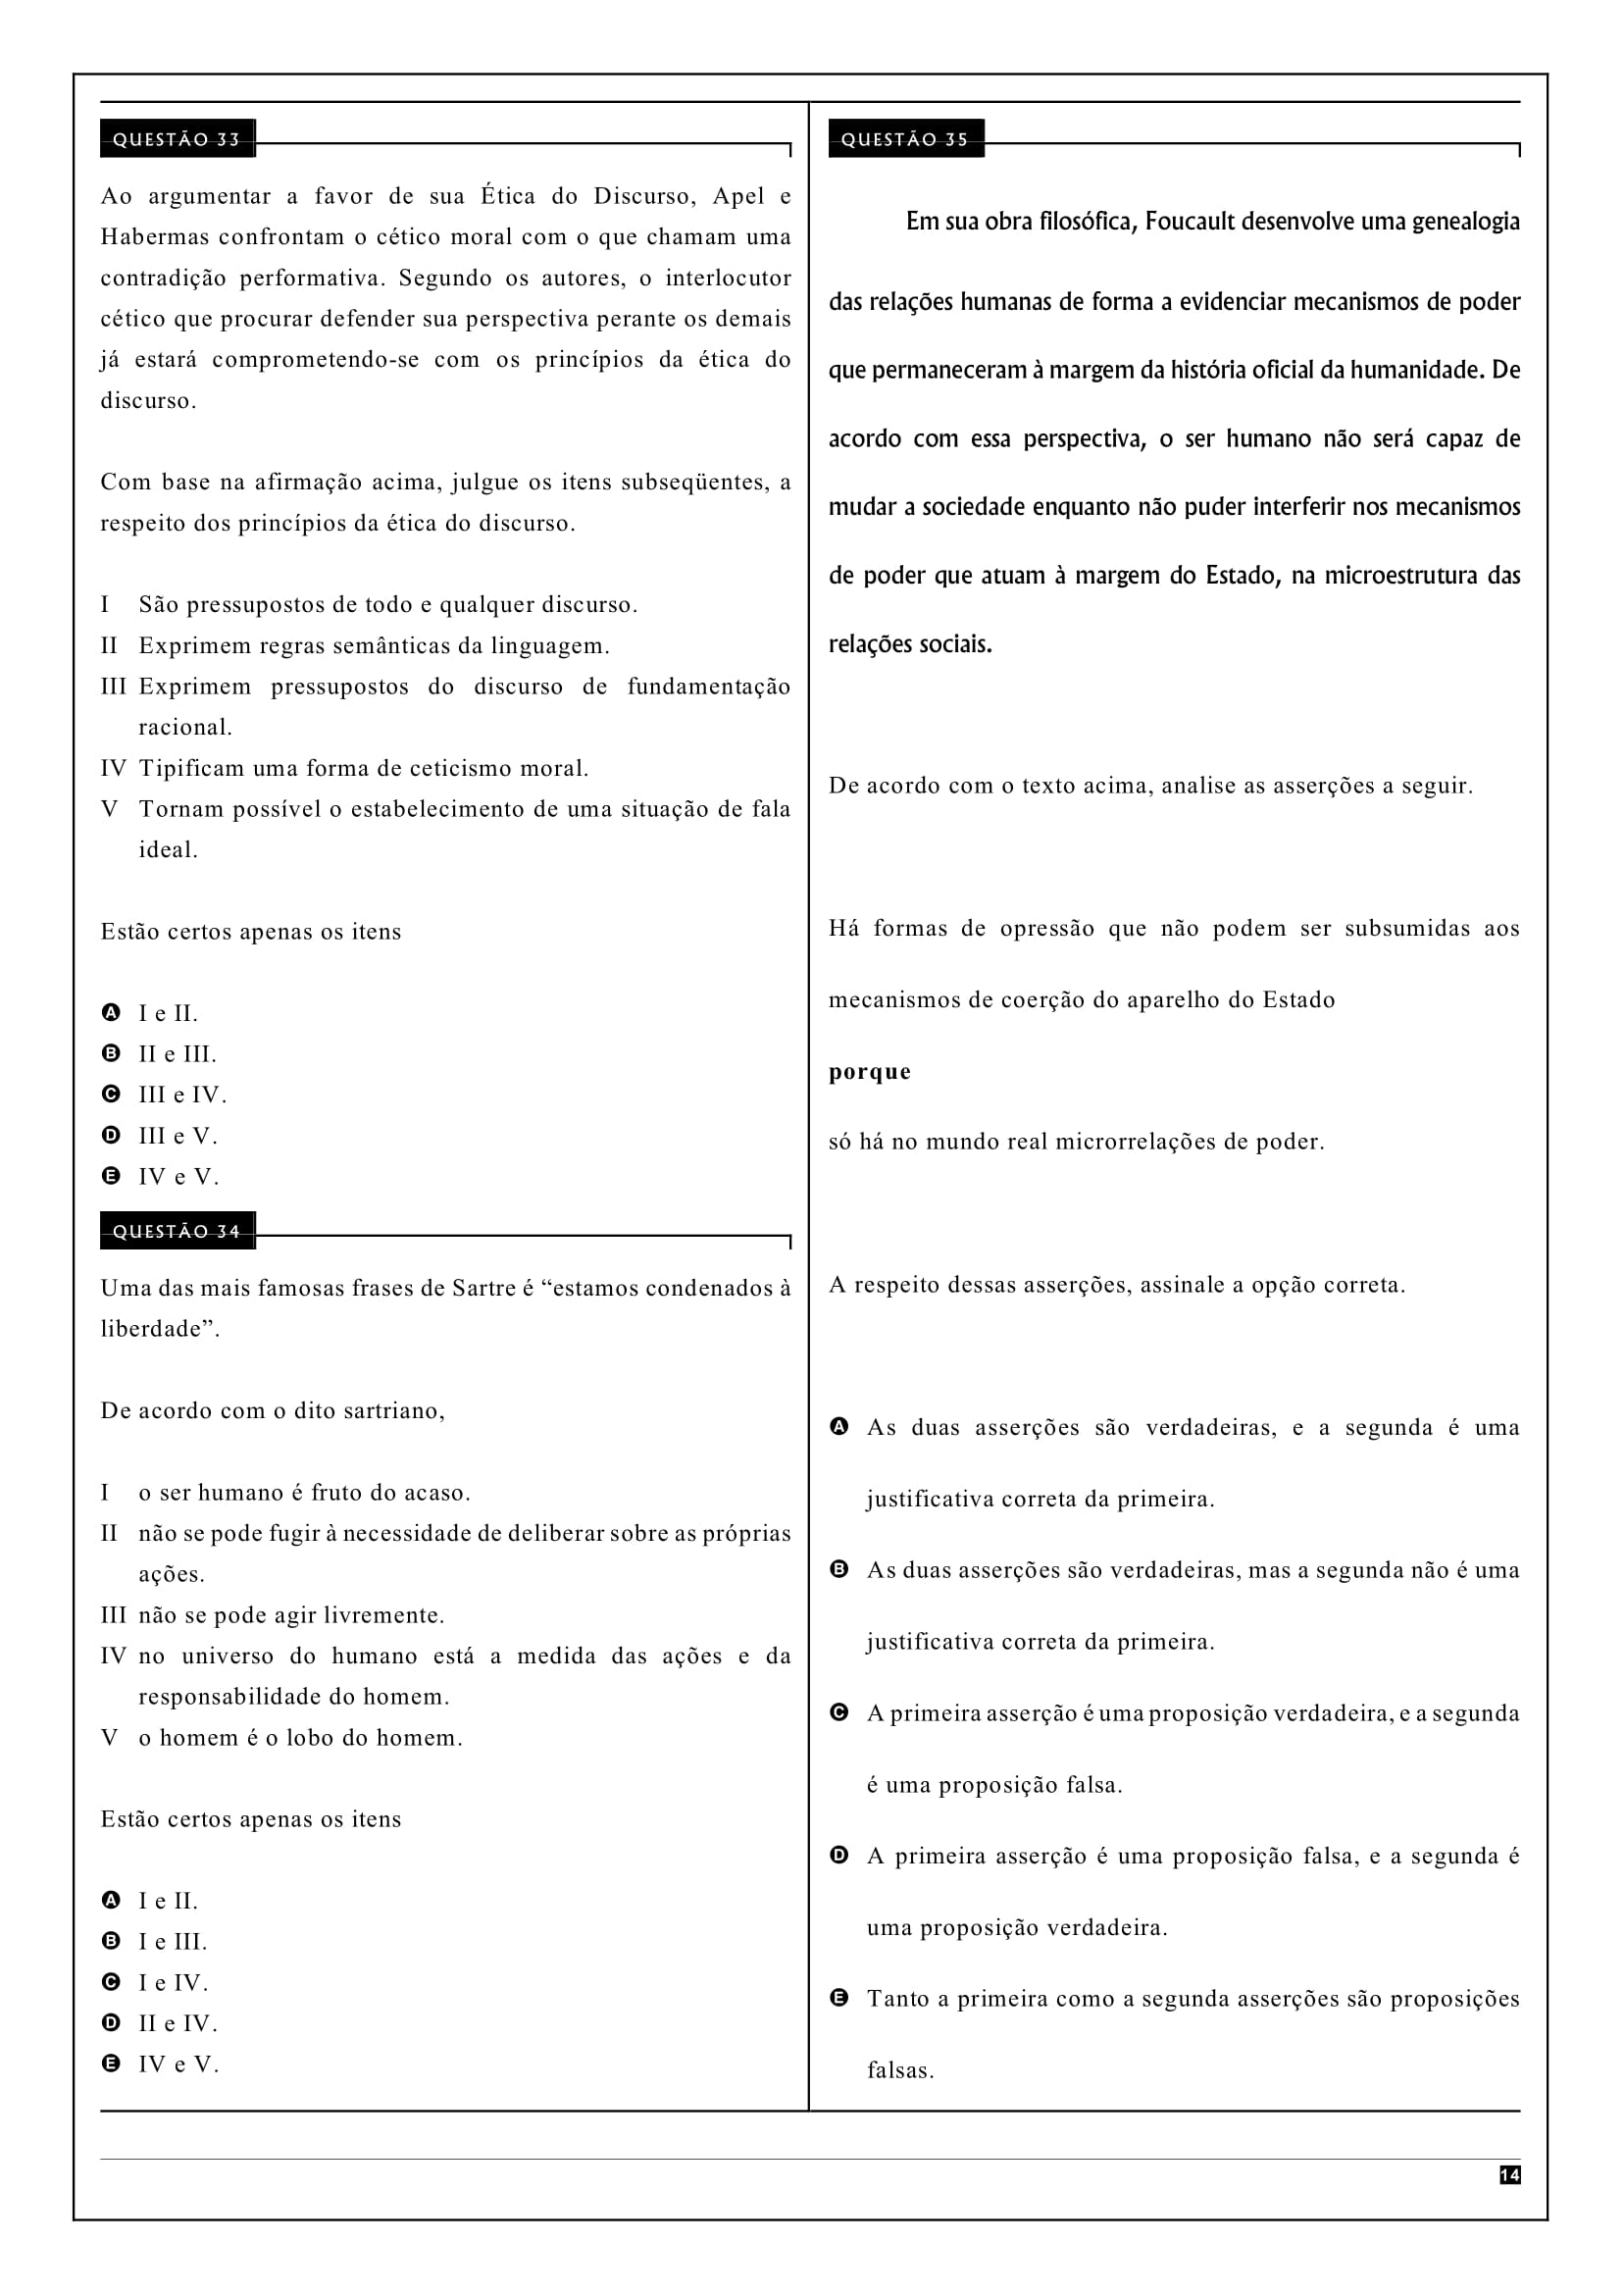 QUESTÃO 33
Ao argumentar a favor de sua Ética do Discurso, Apel e
Habermas confrontam o cético moral com o que chamam uma
contradição performativa. Segundo os autores, o interlocutor
cético que procurar defender sua perspectiva perante os demais
já estará comprometendo-se com os princípios da ética do
discurso.
Com base na afirmação acima, julgue os itens subseqüentes, a
respeito dos princípios da ética do discurso.
I São pressupostos de todo e qualquer discurso.
II Exprimem regras semânticas da linguagem.
III Exprimem pressupostos do discurso de fundamentação
racional.
IV Tipificam uma forma de ceticismo moral.
V Tornam possível o estabelecimento de uma situação de fala
ideal.
Estão certos apenas os itens
A I e II.
B II e III.
C III e IV.
D III e V.
E IV e V.
QUESTÃO 34
Uma das mais famosas frases de Sartre é “estamos condenados à
liberdade”.
De acordo com o dito sartriano,
I o ser humano é fruto do acaso.
II não se pode fugir à necessidade de deliberar sobre as próprias
ações.
III não se pode agir livremente.
IV no universo do humano está a medida das ações e da
responsabilidade do homem.
V o homem é o lobo do homem.
Estão certos apenas os itens
A I e II.
B I e III.
C I e IV.
D II e IV.
E IV e V.
QUESTÃO 35
Em sua obra filosófica, Foucault desenvolve uma genealogia
das relações humanas de forma a evidenciar mecanismos de poder
que permaneceram à margem da história oficial da humanidade. De
acordo com essa perspectiva, o ser humano não será capaz de
mudar a sociedade enquanto não puder interferir nos mecanismos
de poder que atuam à margem do Estado, na microestrutura das
relações sociais.
De acordo com o texto acima, analise as asserções a seguir.
Há formas de opressão que não podem ser subsumidas aos
mecanismos de coerção do aparelho do Estado
porque
só há no mundo real microrrelações de poder.
A respeito dessas asserções, assinale a opção correta.
A As duas asserções são verdadeiras, e a segunda é uma
justificativa correta da primeira.
B As duas asserções são verdadeiras, mas a segunda não é uma
justificativa correta da primeira.
C A primeira asserção é uma proposição verdadeira, e a segunda
é uma proposição falsa.
D A primeira asserção é uma proposição falsa, e a segunda é
uma proposição verdadeira.
E Tanto a primeira como a segunda asserções são proposições
falsas.
14